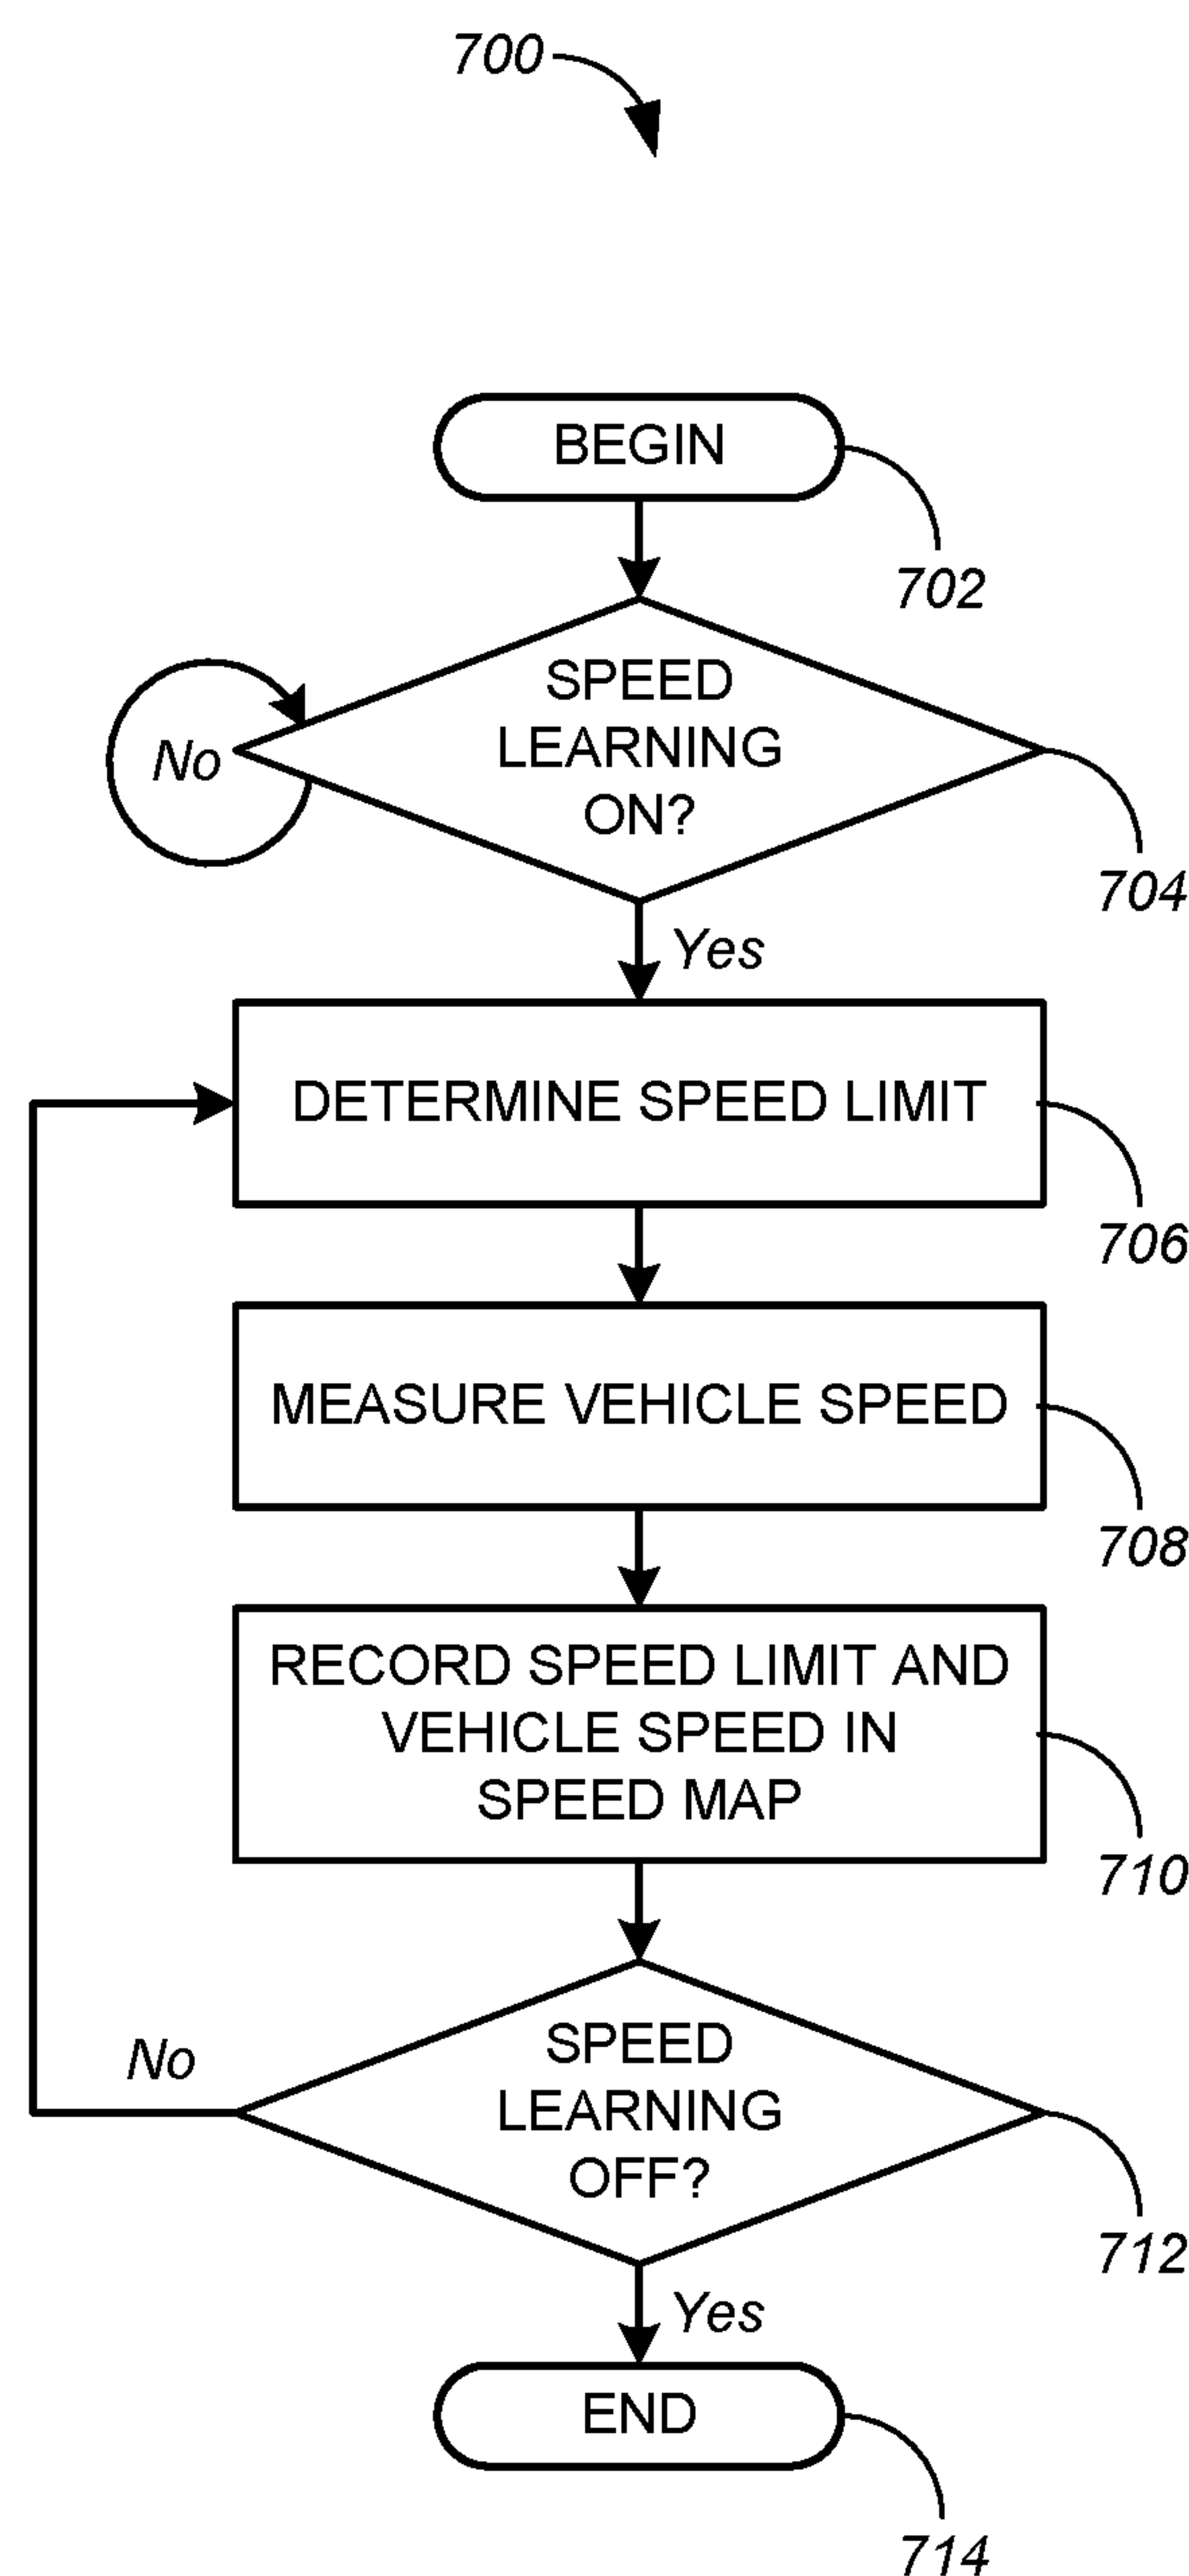 700
BEGIN
702
SPEED
LEARNING
ON?
No
704
Yes
DETERMINE SPEED LIMIT
706
MEASURE VEHICLE SPEED
708
RECORD SPEED LIMIT AND
VEHICLE SPEED IN
SPEED MAP
710
SPEED
LEARNING
OFF?
No
712
Yes
END
714